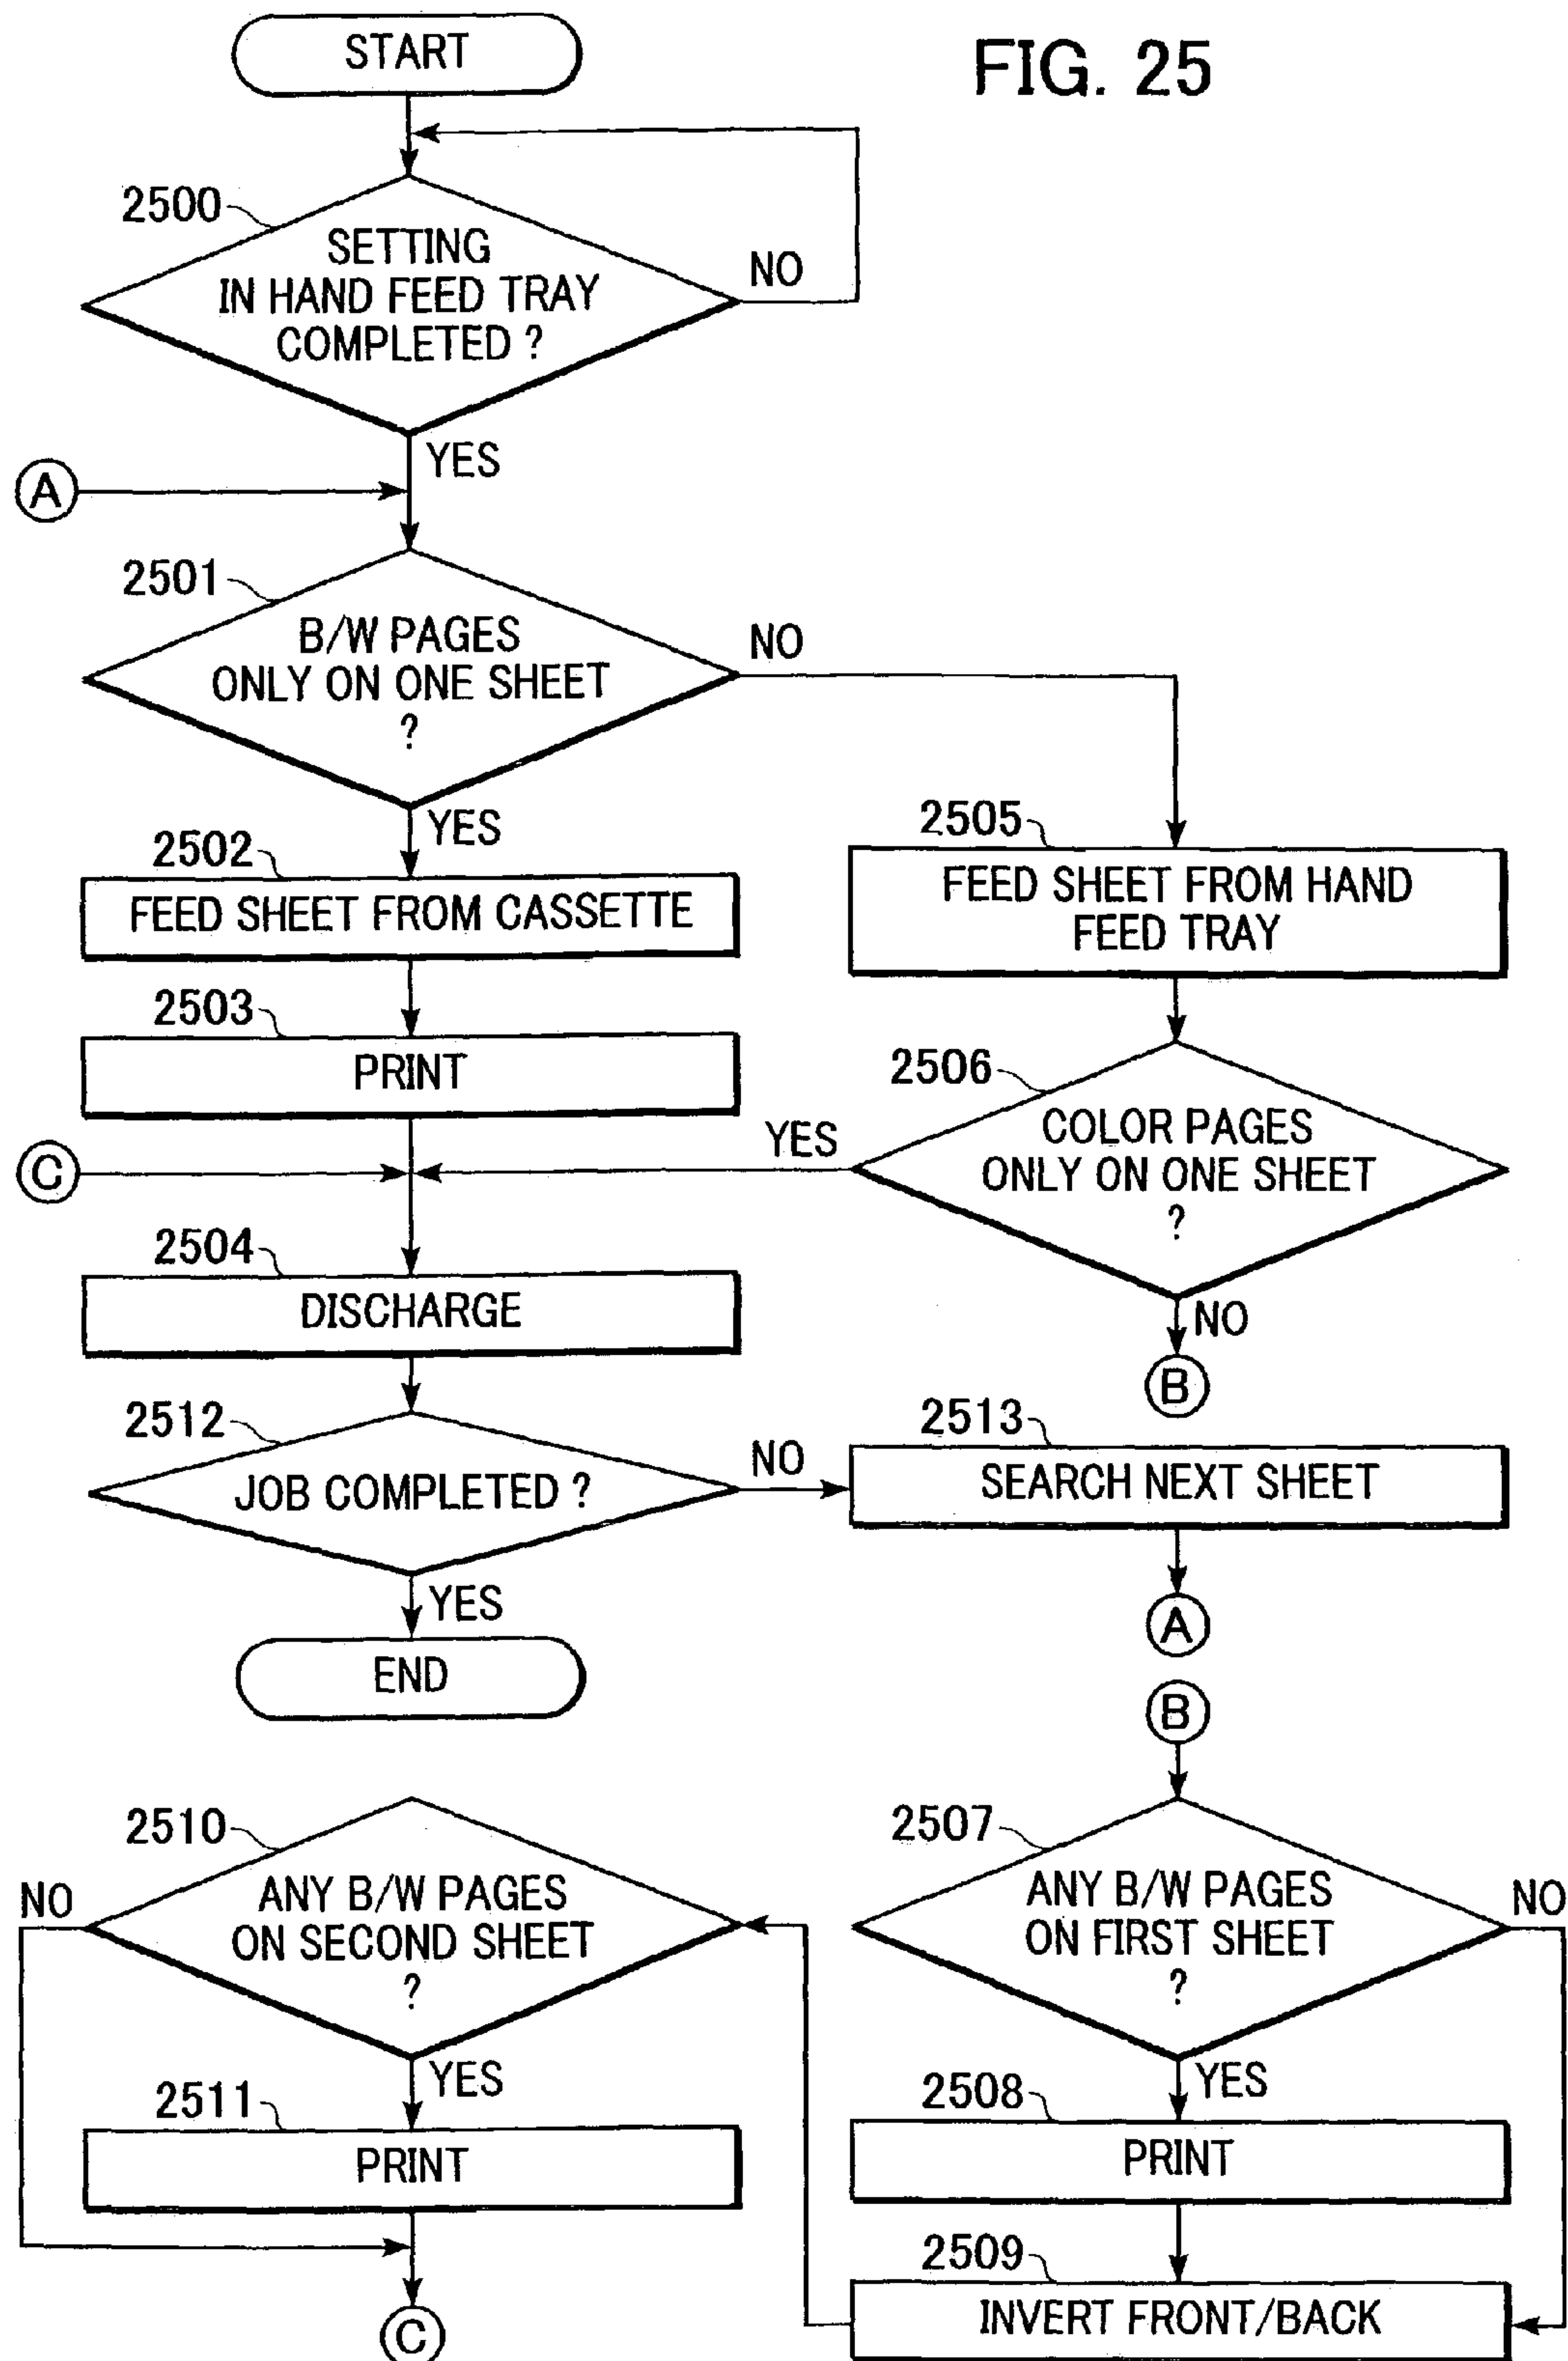 FIG. 25
START
2500
SETTING
IN HAND FEED TRAY
COMPLETED ?
NO
YES
A
2501
B/W PAGES
ONLY ON ONE SHEET
?
NO
YES
2502
FEED SHEET FROM CASSETTE
2503
PRINT
2505
FEED SHEET FROM HAND
FEED TRAY
2506
COLOR PAGES
ONLY ON ONE SHEET
?
YES
NO
B
C
2504
DISCHARGE
2512
JOB COMPLETED ?
NO
YES
END
2513
SEARCH NEXT SHEET
A
B
2507
ANY B/W PAGES
ON FIRST SHEET
?
NO
YES
2508
PRINT
2509
INVERT FRONT/BACK
2510
ANY B/W PAGES
ON SECOND SHEET
?
NO
YES
2511
PRINT
C